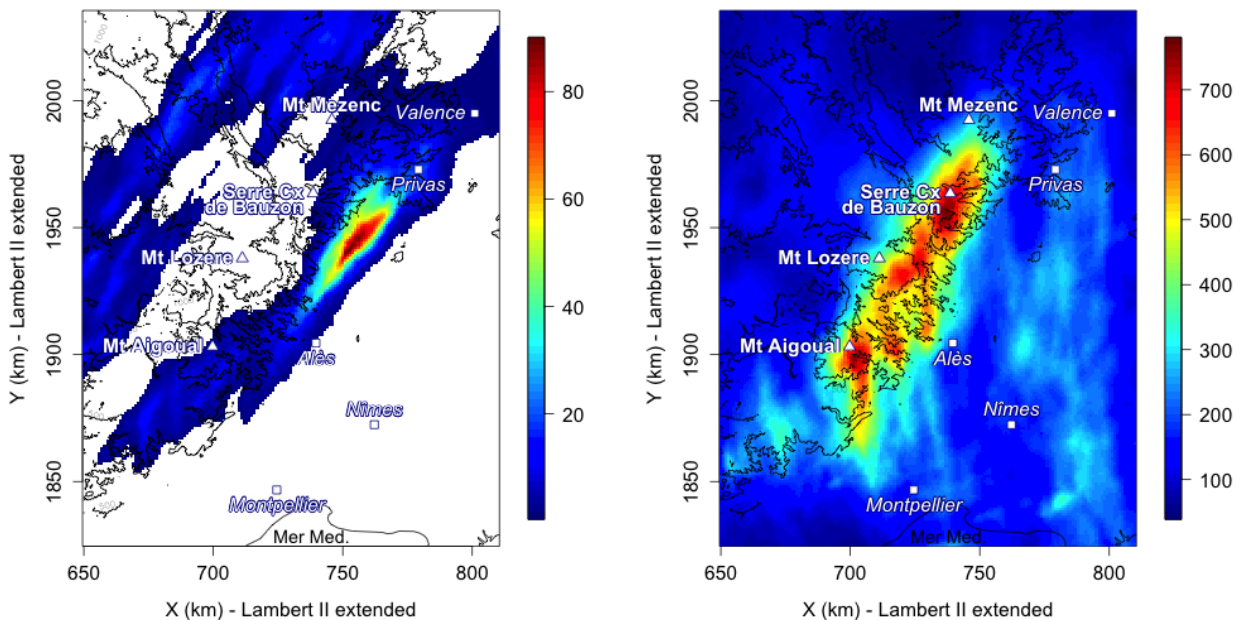 Mt Mezenc
Valence
Privas
Serre Cx
de Bauzon
Mt Lozere
Mt Aigoual
Alès
Nîmes
Montpellier
Mer Med.
1000
500
500
Y (km) - Lambert II extended
1850
1900
1950
2000
650
700
750
800
X (km) - Lambert II extended
80
60
40
20
Mt Mezenc
Valence
Privas
Serre Cx
de Bauzon
Mt Lozere
Mt Aigoual
Alès
Nîmes
Montpellier
Mer Med.
Y (km) - Lambert II extended
1850
1900
1950
2000
650
700
750
800
X (km) - Lambert II extended
700
600
500
400
300
200
100